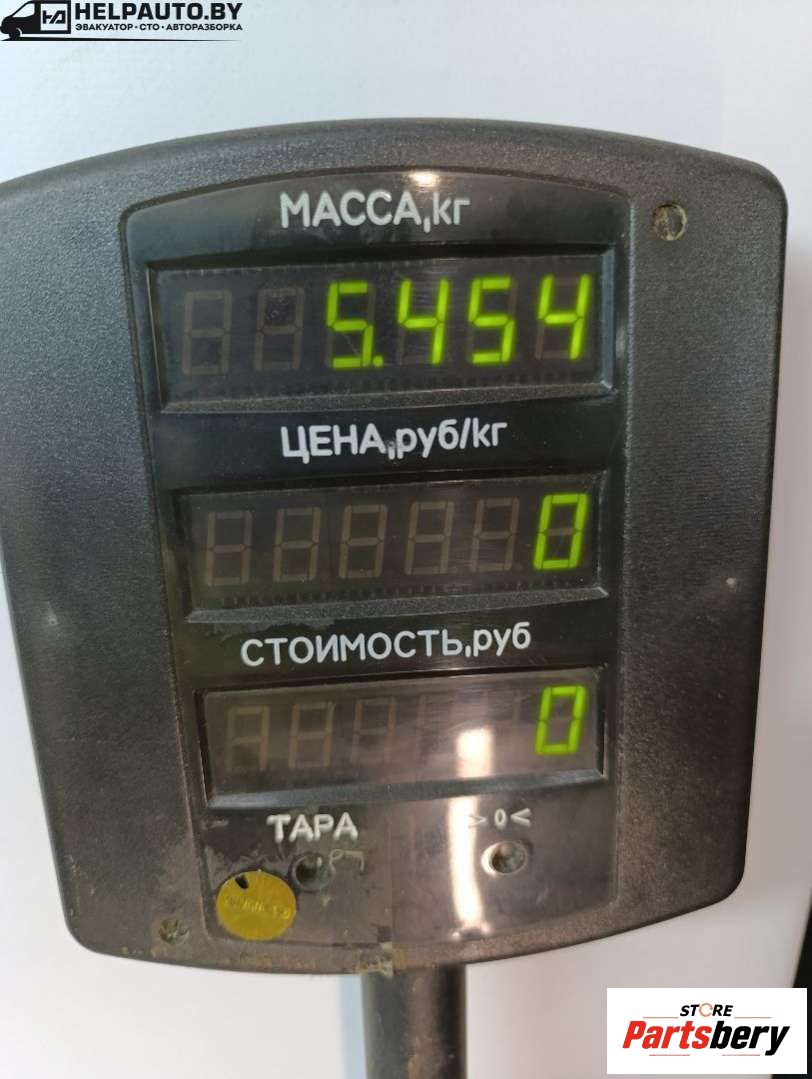 HELPAUTO.BY
ЭВАКУАТОР • СТО • АВТОРАЗБОРКА
МАССА,кг
5.454
ЦЕНА,руб/кг
0
СТОИМОСТЬ,руб
0
ТАРА >0<
STORE
Partsbery